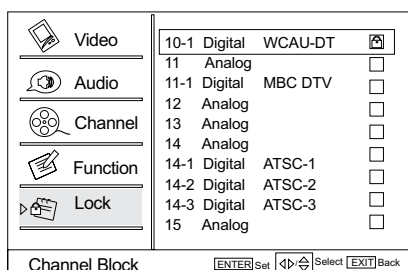 Video
Audio
Channel
Function
Lock
10-1 Digital WCAU-DT
11 Analog
11-1 Digital MBC DTV
12 Analog
13 Analog
14 Analog
14-1 Digital ATSC-1
14-2 Digital ATSC-2
14-3 Digital ATSC-3
15 Analog
Channel Block
ENTER Set Select EXIT Back